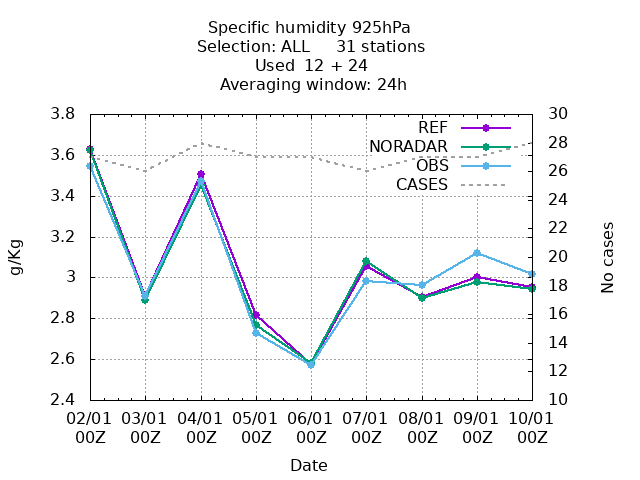 Specific humidity 925hPa
Selection: ALL     31 stations
Used  12 + 24
Averaging window: 24h
3.8
3.6
3.4
3.2
3
2.8
2.6
2.4
g/Kg
30
28
26
24
22
20
18
16
14
12
10
No cases
REF
NORADAR
OBS
CASES
02/01 03/01 04/01 05/01 06/01 07/01 08/01 09/01 10/01
00Z 00Z 00Z 00Z 00Z 00Z 00Z 00Z 00Z
Date